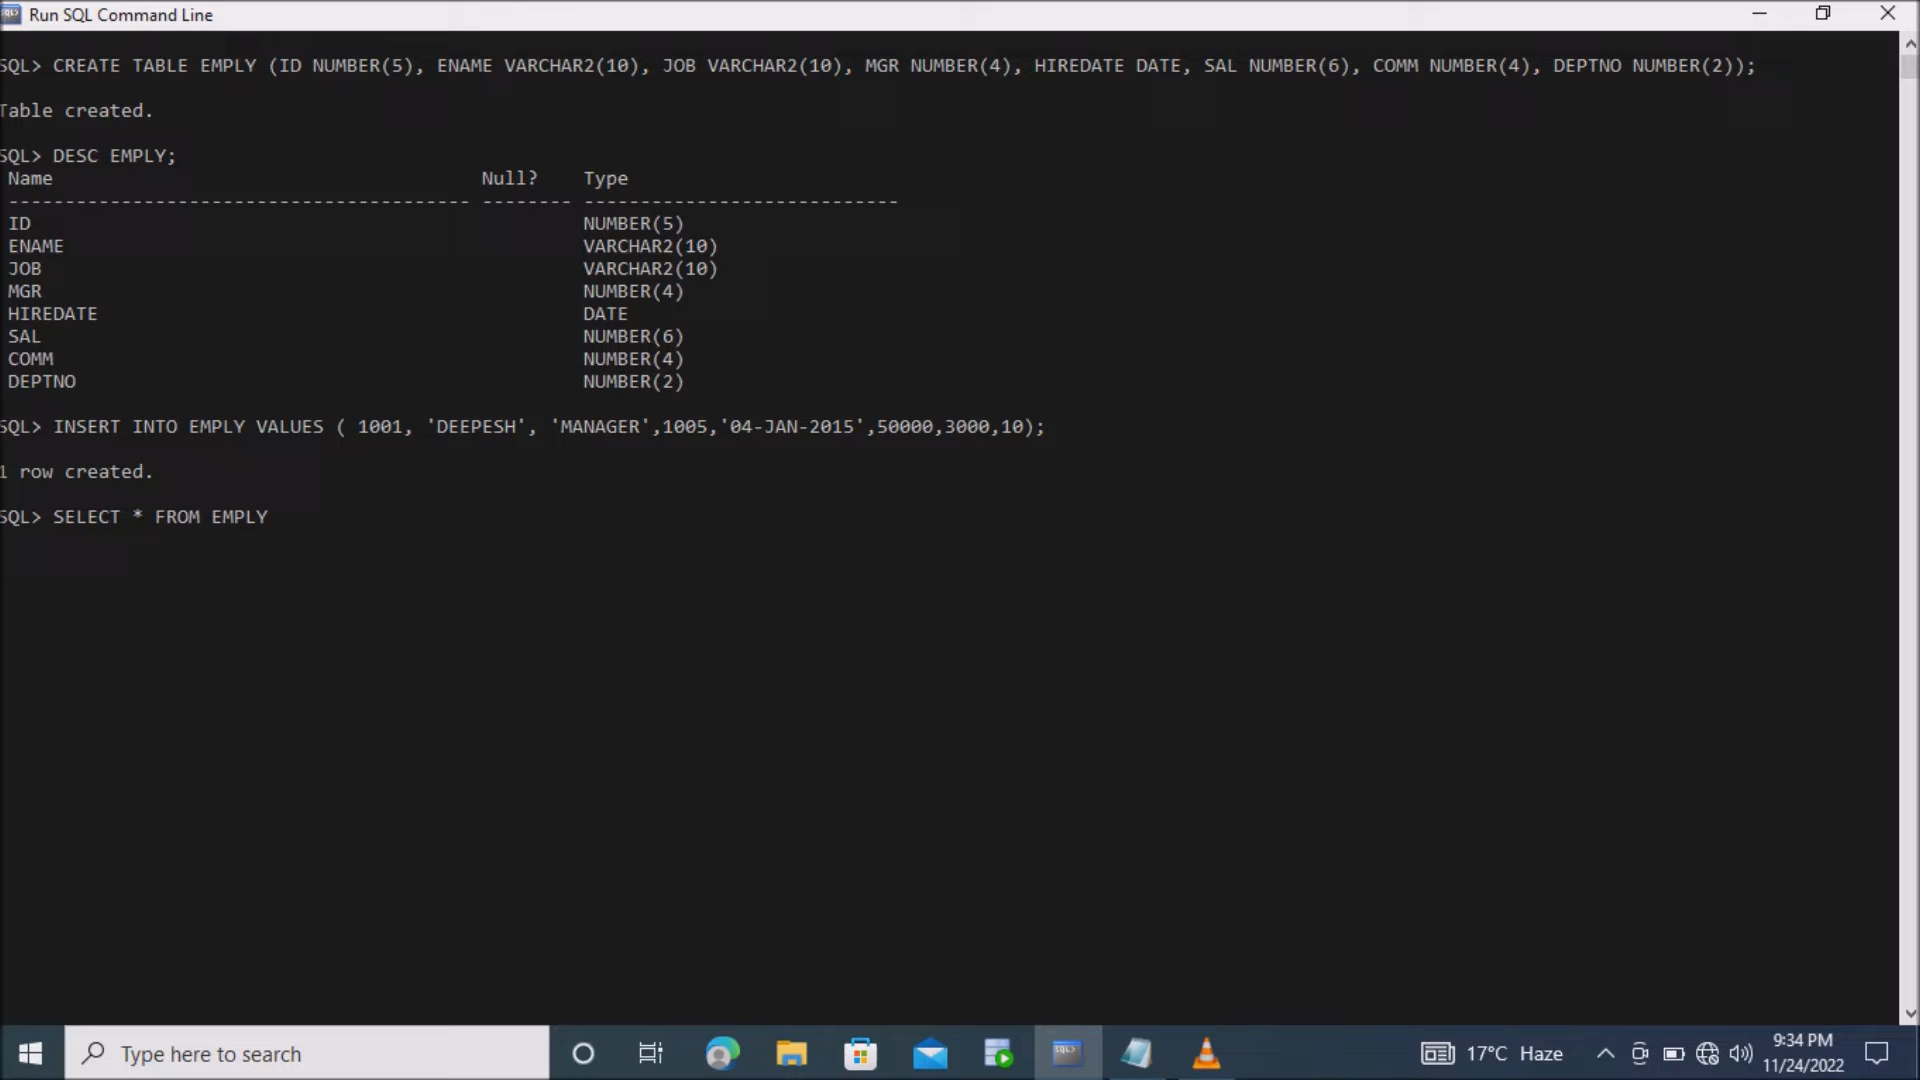 Run SQL Command Line
SQL> CREATE TABLE EMPLY (ID NUMBER(5), ENAME VARCHAR2(10), JOB VARCHAR2(10), MGR NUMBER(4), HIREDATE DATE, SAL NUMBER(6), COMM NUMBER(4), DEPTNO NUMBER(2));
Table created.
SQL> DESC EMPLY;
Name Null? Type
----------------------------------------- -------- ----------------------------
ID NUMBER(5)
ENAME VARCHAR2(10)
JOB VARCHAR2(10)
MGR NUMBER(4)
HIREDATE DATE
SAL NUMBER(6)
COMM NUMBER(4)
DEPTNO NUMBER(2)
SQL> INSERT INTO EMPLY VALUES ( 1001, 'DEEPESH', 'MANAGER',1005,'04-JAN-2015',50000,3000,10);
1 row created.
SQL> SELECT * FROM EMPLY
Type here to search
17°C Haze
9:34 PM
11/24/2022